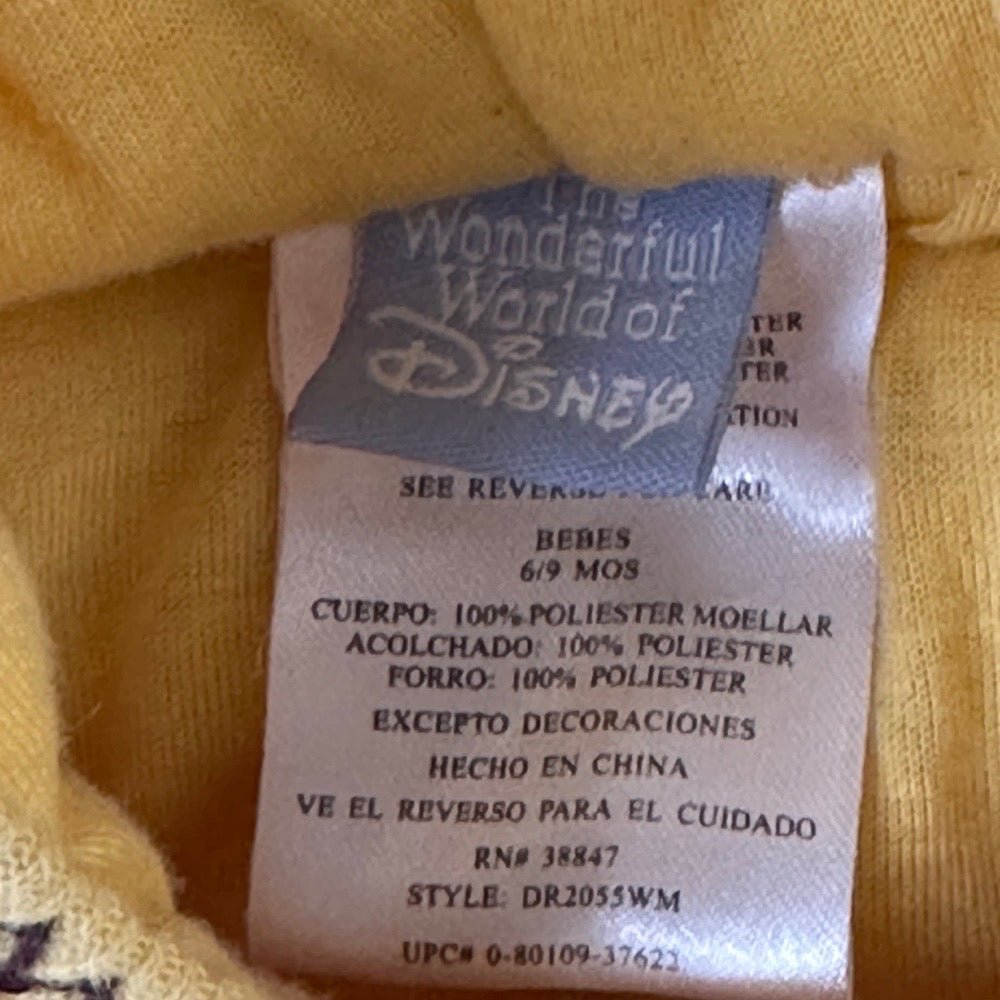 The
Wonderful
World of
Disney
TER
ER
TER
ATION
SEE REVERSE CARE
BEBES
6/9 MOS
CUERPO: 100% POLIESTER MOELLAR
ACOLCHADO: 100% POLIESTER
FORRO: 100% POLIESTER
EXCEPTO DECORACIONES
HECHO EN CHINA
VE EL REVERSO PARA EL CUIDADO
RN# 38847
STYLE: DR2055WM
UPC# 0-80109-37622